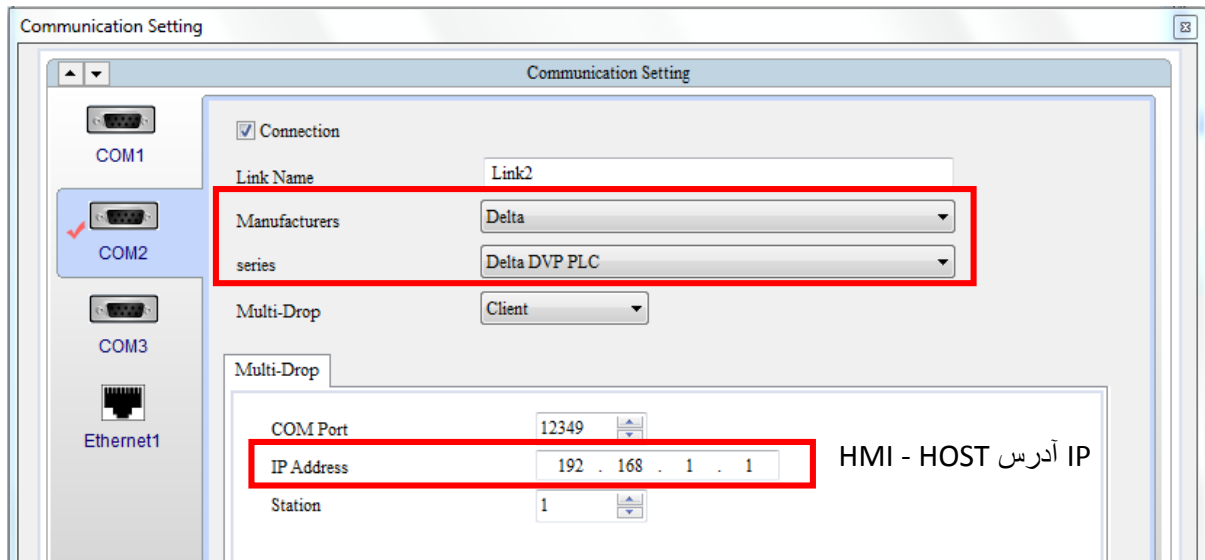 Communication Setting
Communication Setting
COM1
COM2
COM3
Ethernet1
Connection
Link Name Link2
Manufacturers Delta
series Delta DVP PLC
Multi-Drop Client
Multi-Drop
COM Port 12349
IP Address 192 . 168 . 1 . 1
IP آدرس HMI - HOST
Station 1